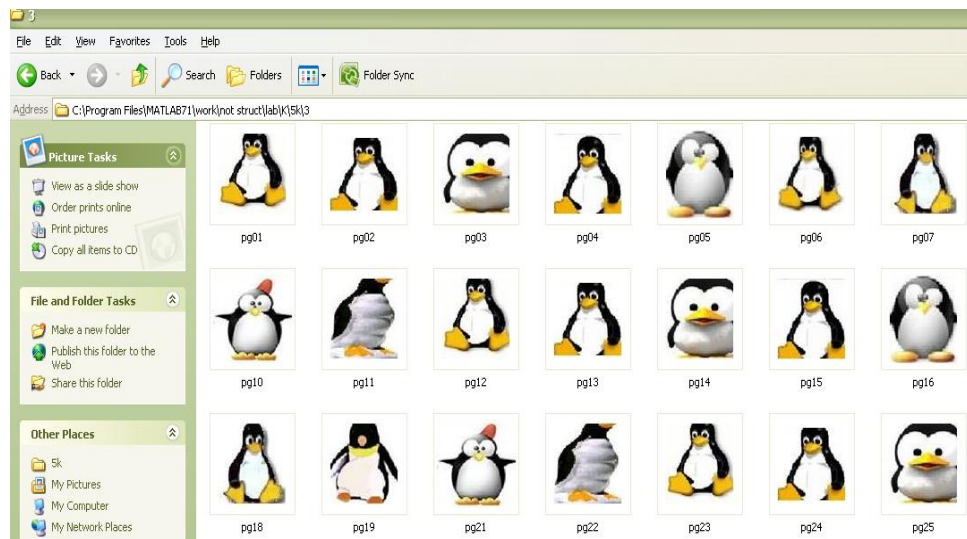 3
File Edit View Favorites Tools Help
Back Search Folders Folder Sync
Address C:\Program Files\MATLAB71\work\not struct\lab\K\5k\3
Picture Tasks
View as a slide show
Order prints online
Print pictures
Copy all items to CD
File and Folder Tasks
Make a new folder
Publish this folder to the
Web
Share this folder
Other Places
5k
My Pictures
My Computer
My Network Places
pg01 pg02 pg03 pg04 pg05 pg06 pg07
pg10 pg11 pg12 pg13 pg14 pg15 pg16
pg18 pg19 pg21 pg22 pg23 pg24 pg25